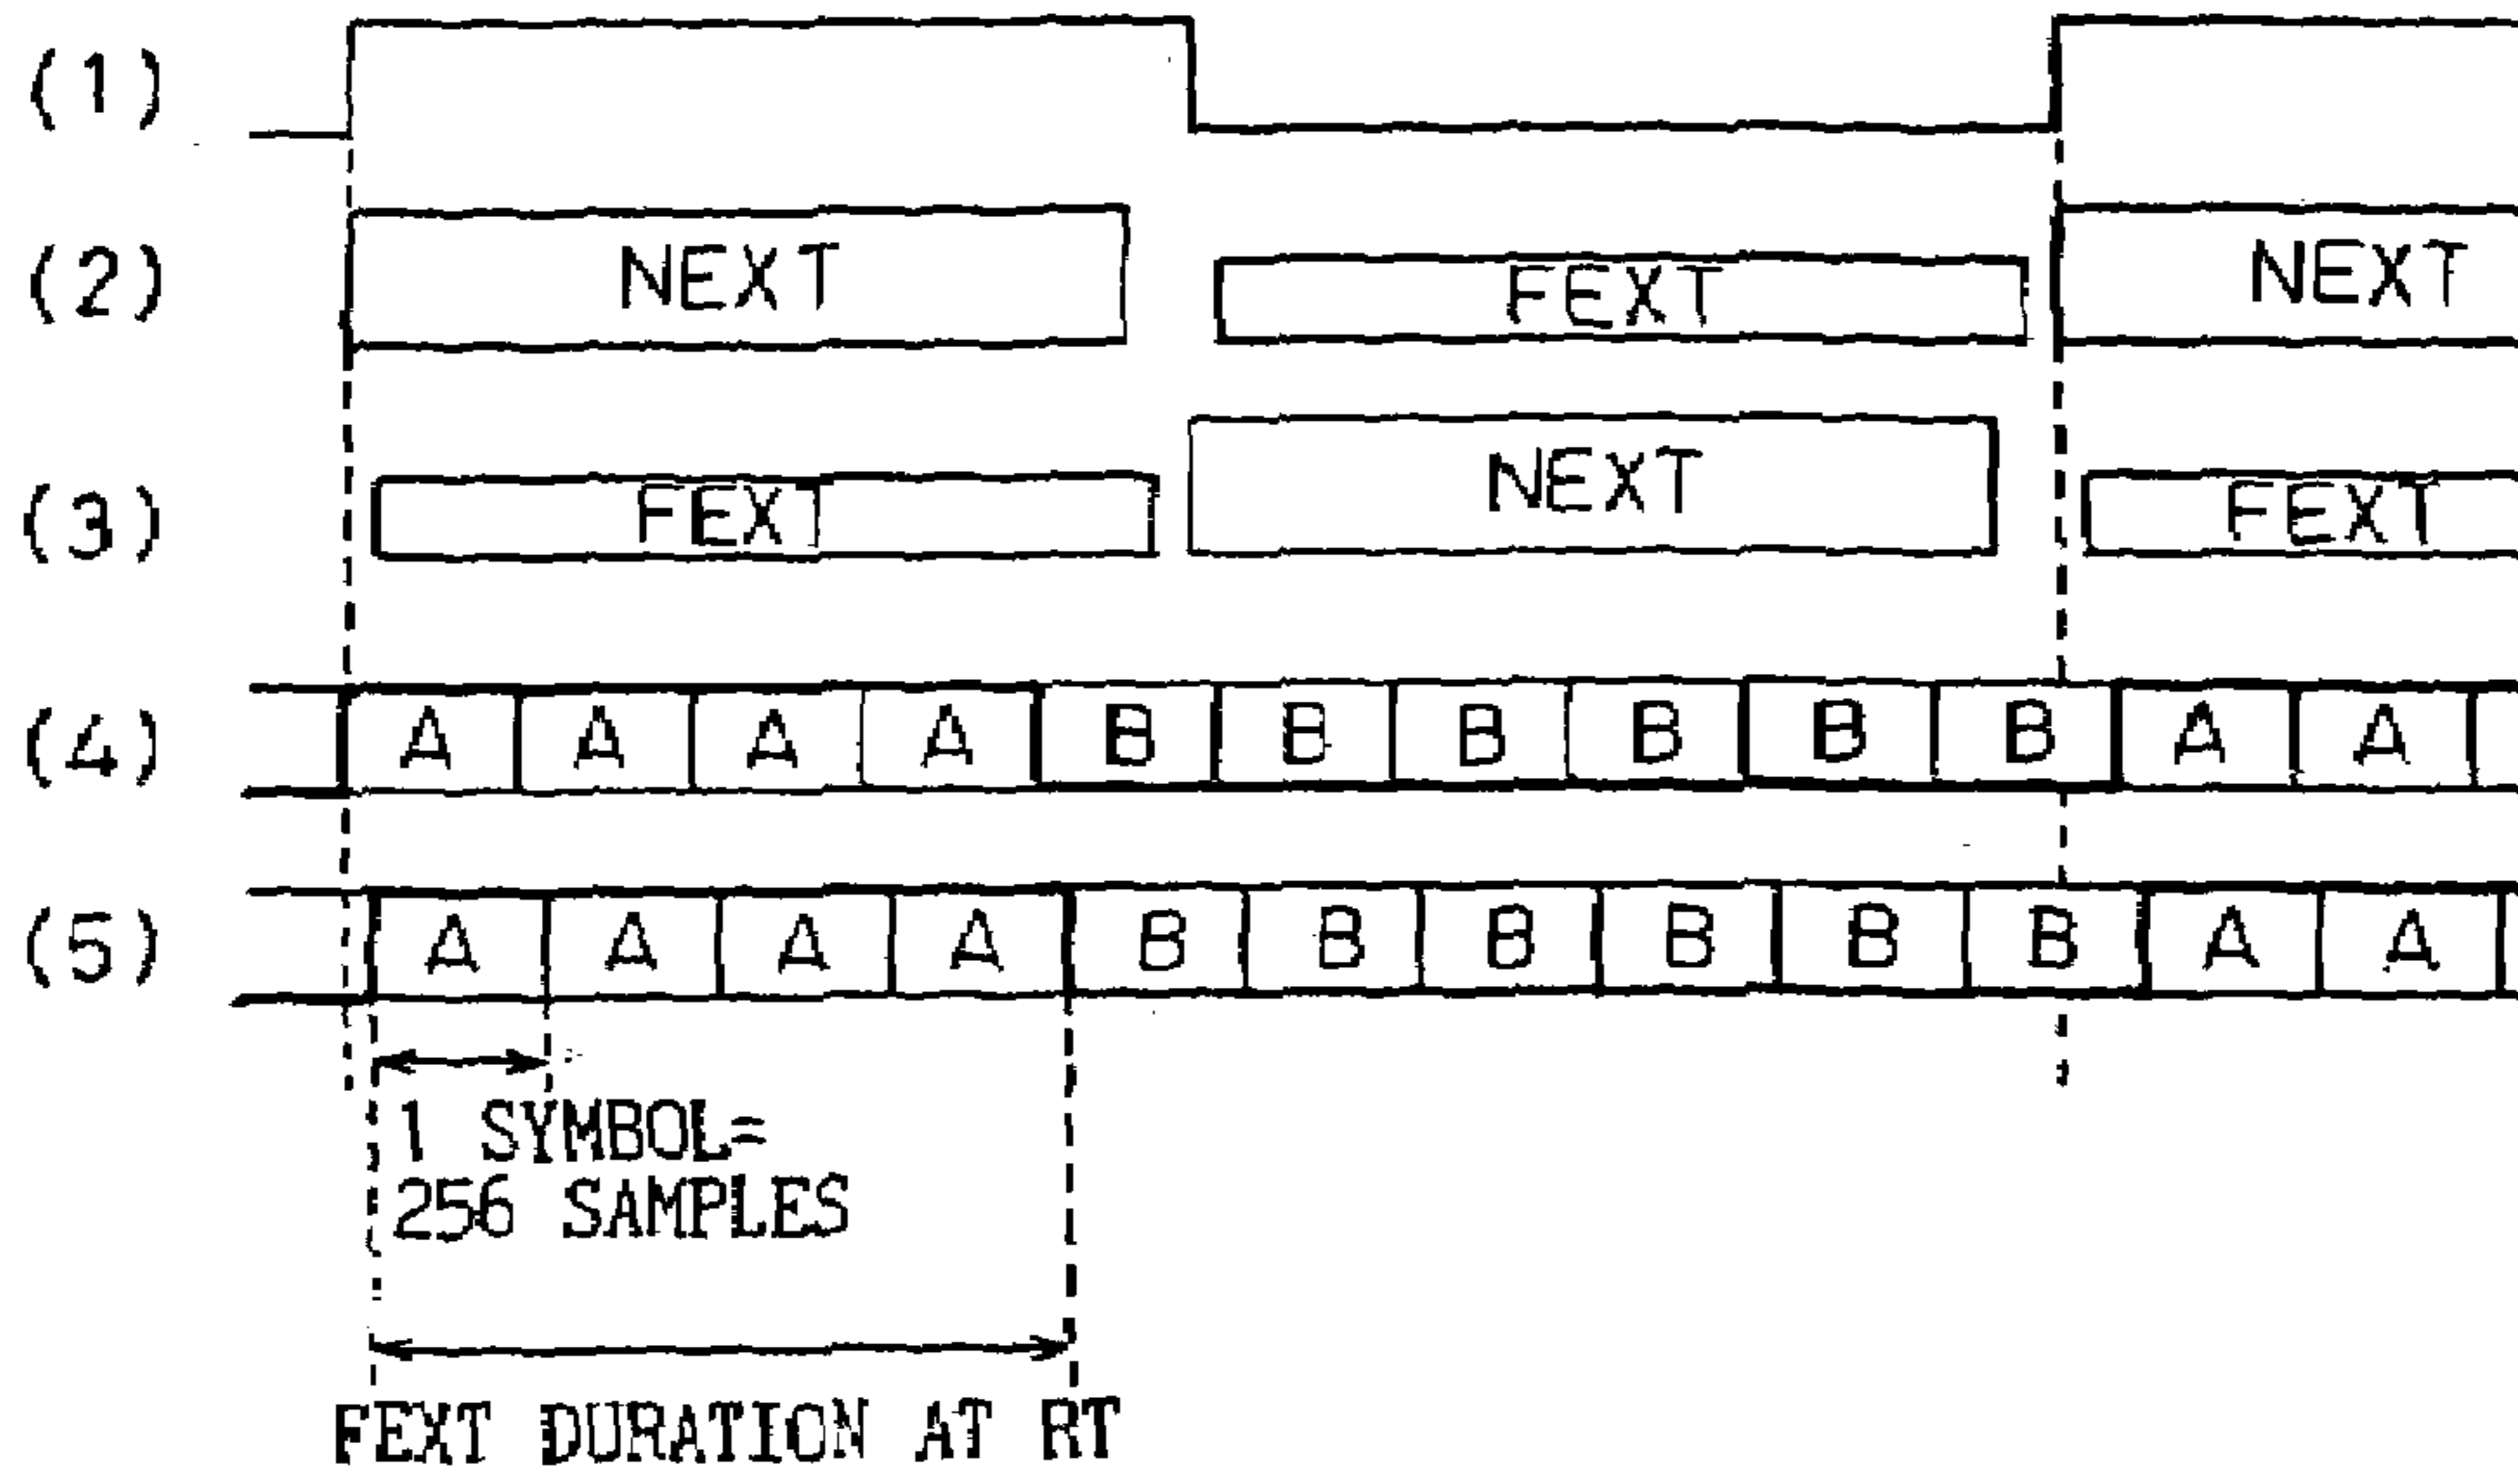 (1)
(2) NEXT FEXT NEXT
(3) FEXT NEXT FEXT
(4) A A A A B B B B B B A A
(5) A A A A B B B B B B A A
1 SYMBOL=
256 SAMPLES
FEXT DURATION AT RT